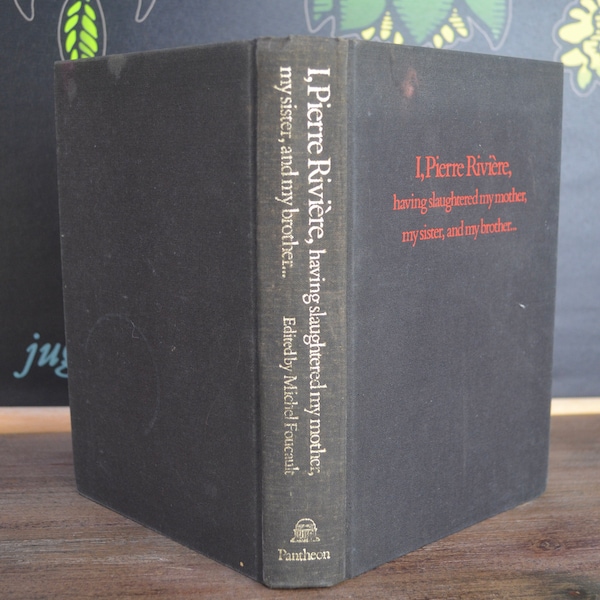 I, Pierre Rivière, having slaughtered my mother,
my sister, and my brother...
Edited by Michel Foucault
Pantheon
I, Pierre Rivière,
having slaughtered my mother,
my sister, and my brother...
jug